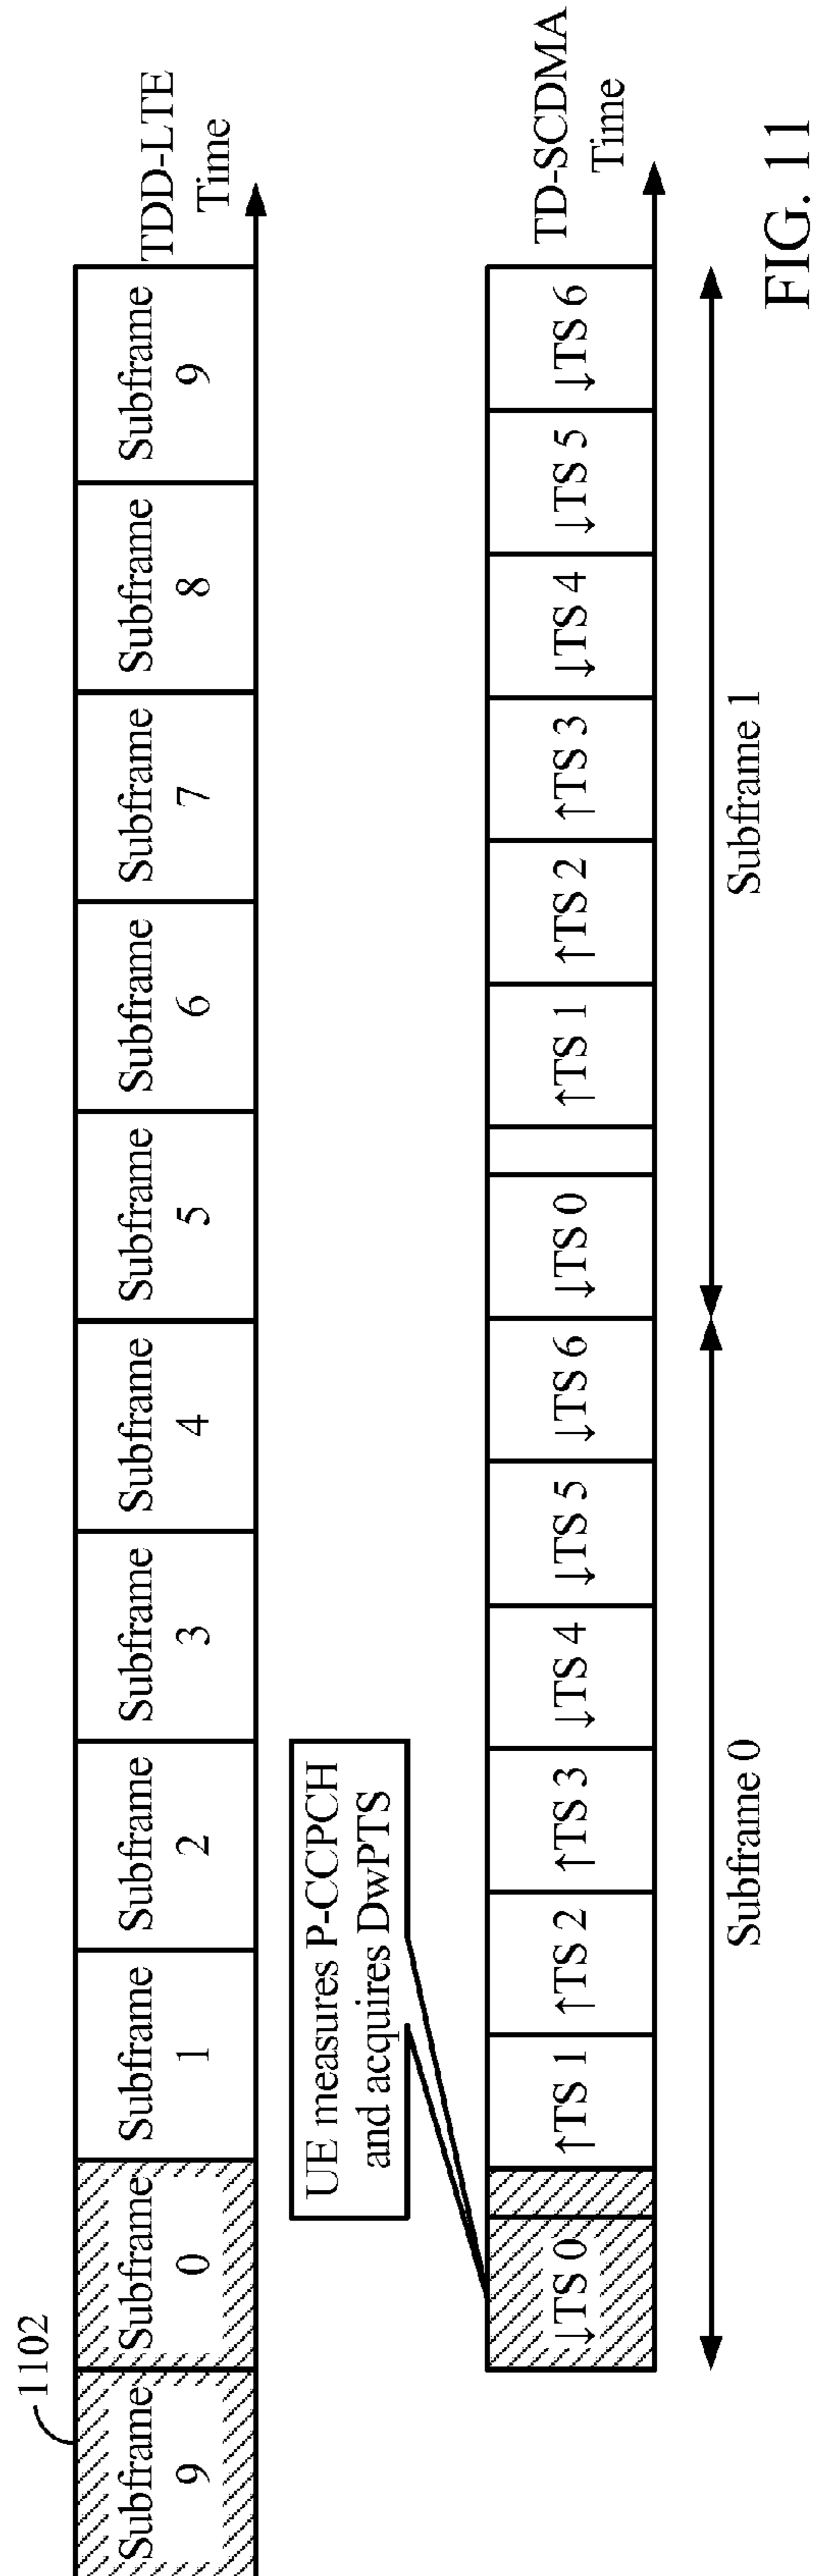 1102
Subframe
9
Subframe
0
Subframe
1
Subframe
2
Subframe
3
Subframe
4
Subframe
5
Subframe
6
Subframe
7
Subframe
8
Subframe
9
TDD-LTE
Time
UE measures P-CCPCH
and acquires DwPTS
↓TS 0
↑TS 1
↑TS 2
↑TS 3
↓TS 4
↓TS 5
↓TS 6
↓TS 0
↑TS 1
↑TS 2
↑TS 3
↓TS 4
↓TS 5
↓TS 6
TD-SCDMA
Time
Subframe 0
Subframe 1
FIG. 11